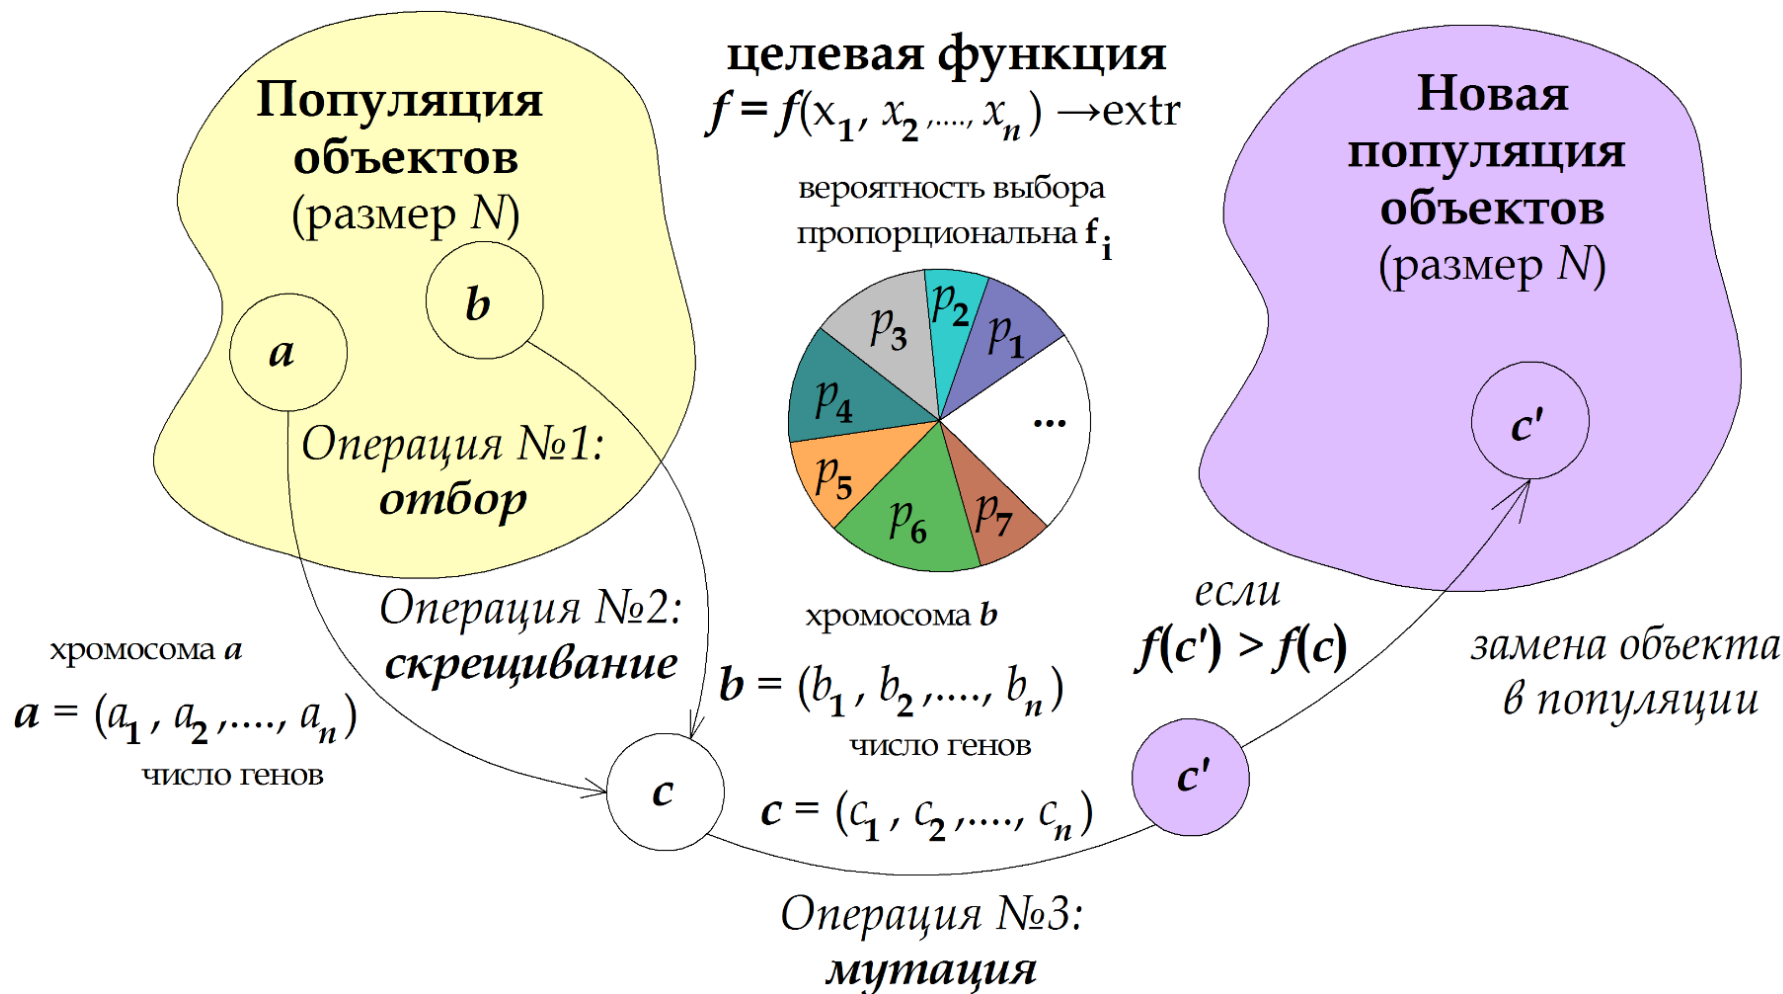 Популяция
объектов
(размер N)
b
a
Операция №1:
отбор
целевая функция
f = f(x1, x2,...., xn) →extr
вероятность выбора
пропорциональна fi
p1
p2
p3
p4
p5
p6
p7
...
Новая
популяция
объектов
(размер N)
c'
Операция №2:
скрещивание
хромосома a
a = (a1, a2,...., an)
число генов
хромосома b
b = (b1, b2,...., bn)
число генов
c
c = (c1, c2,...., cn)
c'
если
f(c') > f(c)
замена объекта
в популяции
Операция №3:
мутация